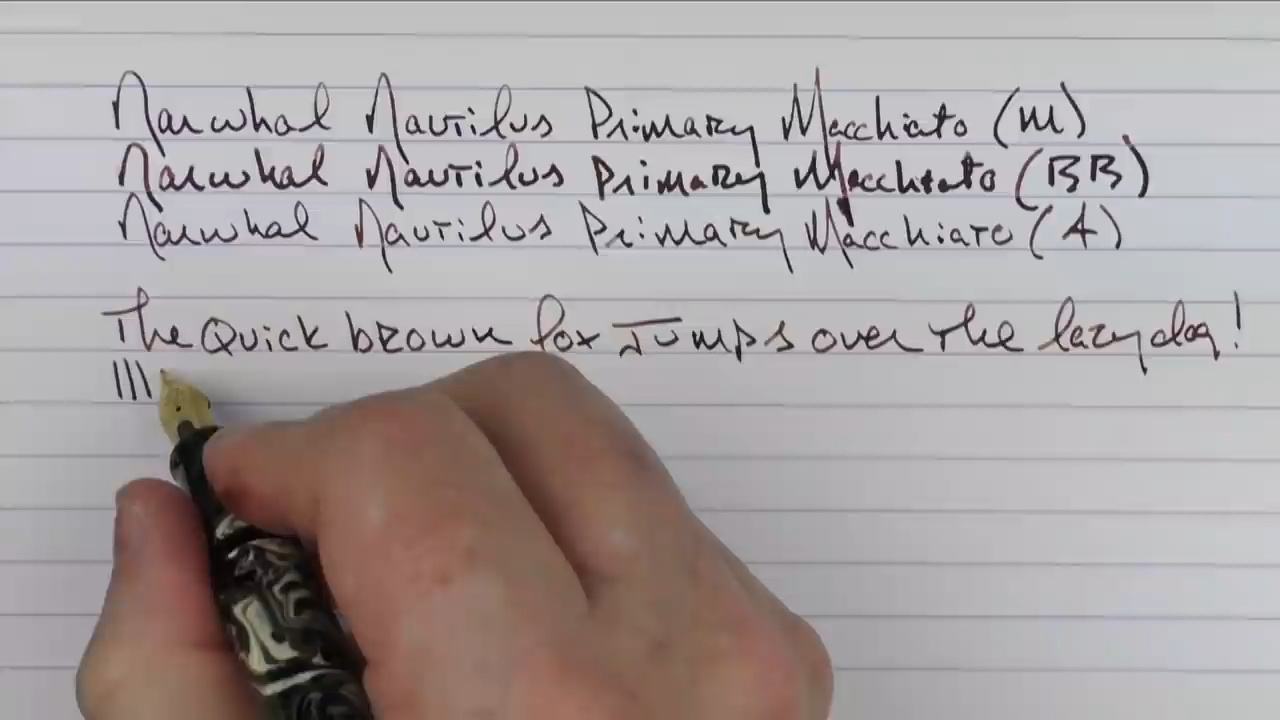 Narwhal Nautilus Primary Macchiato (M)
Narwhal Nautilus Primary Macchiato (BB)
Narwhal Nautilus Primary Macchiato (A)
The Quick brown fox Jumps over the lazy dog!